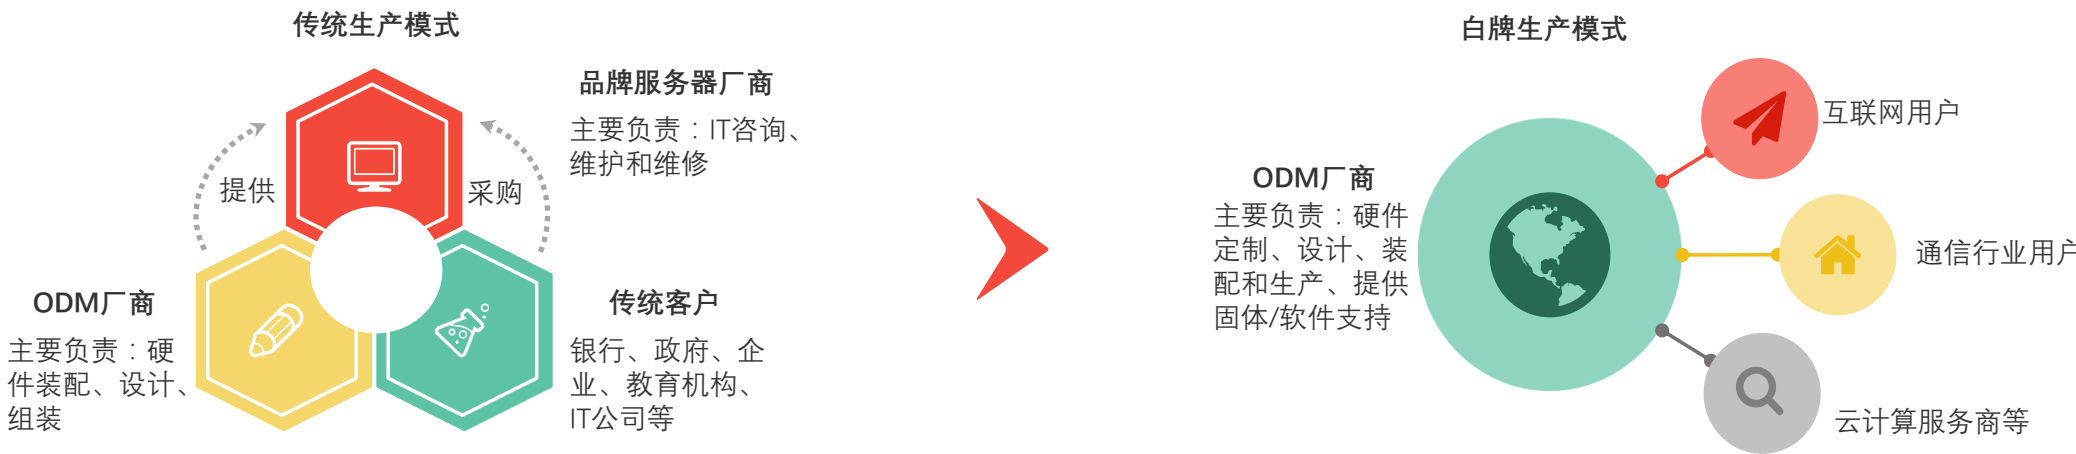 传统生产模式
品牌服务器厂商
主要负责：IT咨询、
维护和维修
提供
采购
ODM厂商
主要负责：硬
件装配、设计、
组装
传统客户
银行、政府、企
业、教育机构、
IT公司等
白牌生产模式
ODM厂商
主要负责：硬件
定制、设计、装
配和生产、提供
固体/软件支持
互联网用户
通信行业用户
云计算服务商等